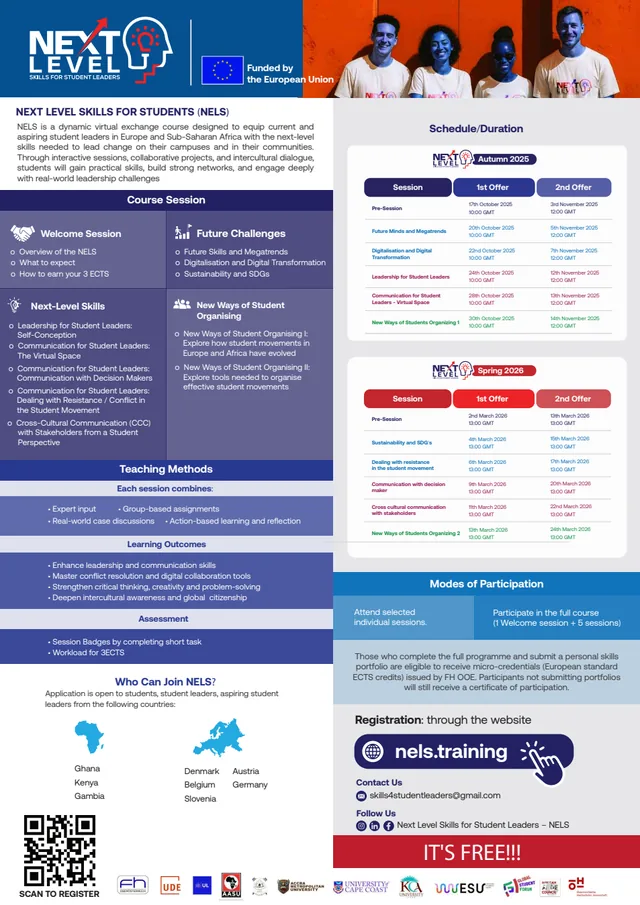 NEXT
LEVEL
SKILLS FOR STUDENT LEADERS
Funded by
the European Union
NEXT LEVEL SKILLS FOR STUDENTS (NELS)
NELS is a dynamic virtual exchange course designed to equip current and
aspiring student leaders in Europe and Sub-Saharan Africa with the next-level
skills needed to lead change on their campuses and in their communities.
Through interactive sessions, collaborative projects, and intercultural dialogue,
students will gain practical skills, build strong networks, and engage deeply
with real-world leadership challenges
Course Session
Welcome Session
o Overview of the NELS
o What to expect
o How to earn your 3 ECTS
Future Challenges
o Future Skills and Megatrends
o Digitalisation and Digital Transformation
o Sustainability and SDGs
Next-Level Skills
o Leadership for Student Leaders:
Self-Conception
o Communication for Student Leaders:
The Virtual Space
o Communication for Student Leaders:
Communication with Decision Makers
o Communication for Student Leaders:
Dealing with Resistance / Conflict in
the Student Movement
o Cross-Cultural Communication (CCC)
with Stakeholders from a Student
Perspective
New Ways of Student
Organising
o New Ways of Student Organising I:
Explore how student movements in
Europe and Africa have evolved
o New Ways of Student Organising II:
Explore tools needed to organise
effective student movements
Teaching Methods
Each session combines:
• Expert input • Group-based assignments
• Real-world case discussions • Action-based learning and reflection
Learning Outcomes
• Enhance leadership and communication skills
• Master conflict resolution and digital collaboration tools
• Strengthen critical thinking, creativity and problem-solving
• Deepen intercultural awareness and global citizenship
Assessment
• Session Badges by completing short task
• Workload for 3ECTS
Who Can Join NELS?
Application is open to students, student leaders, aspiring student
leaders from the following countries:
Ghana
Kenya
Gambia
Denmark Austria
Belgium Germany
Slovenia
SCAN TO REGISTER
Schedule/Duration
NEXT LEVEL Autumn 2025
Session 1st Offer 2nd Offer
Pre-Session 17th October 2025 10:00 GMT 3rd November 2025 12:00 GMT
Future Minds and Megatrends 20th October 2025 10:00 GMT 5th November 2025 12:00 GMT
Digitalisation and Digital Transformation 22nd October 2025 10:00 GMT 7th November 2025 12:00 GMT
Leadership for Student Leaders 24th October 2025 10:00 GMT 12th November 2025 12:00 GMT
Communication for Student Leaders - Virtual Space 28th October 2025 10:00 GMT 13th November 2025 12:00 GMT
New Ways of Students Organizing 1 30th October 2025 10:00 GMT 14th November 2025 12:00 GMT
NEXT LEVEL Spring 2026
Session 1st Offer 2nd Offer
Pre-Session 2nd March 2026 13:00 GMT 13th March 2026 13:00 GMT
Sustainability and SDG's 4th March 2026 13:00 GMT 16th March 2026 13:00 GMT
Dealing with resistance in the student movement 6th March 2026 13:00 GMT 17th March 2026 13:00 GMT
Communication with decision maker 9th March 2026 13:00 GMT 20th March 2026 13:00 GMT
Cross cultural communication with stakeholders 11th March 2026 13:00 GMT 22nd March 2026 13:00 GMT
New Ways of Students Organizing 2 24th March 2026 13:00 GMT
Modes of Participation
Attend selected
individual sessions.
Participate in the full course
(1 Welcome session + 5 sessions)
Those who complete the full programme and submit a personal skills
portfolio are eligible to receive micro-credentials (European standard
ECTS credits) issued by FH OOE. Participants not submitting portfolios
will still receive a certificate of participation.
Registration: through the website
nels.training
Contact Us
skills4studentleaders@gmail.com
Follow Us
Next Level Skills for Student Leaders – NELS
IT'S FREE!!!
UDE
UL
AASU
ACCRA METROPOLITAN UNIVERSITY
UNIVERSITY of CAPE COAST
KCA UNIVERSITY
ESU
GLOBAL STUDENT FORUM